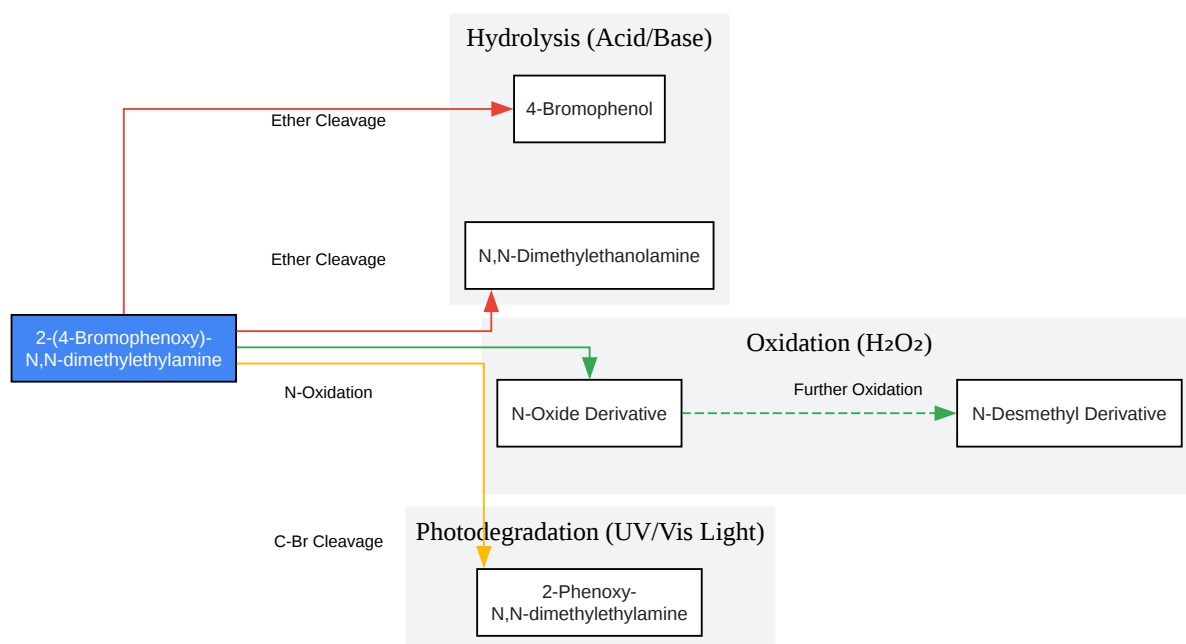 Hydrolysis (Acid/Base)
4-Bromophenol
Ether Cleavage
N,N-Dimethylethanolamine
Ether Cleavage
2-(4-Bromophenoxy)-
N,N-dimethylethylamine
Oxidation (H₂O₂)
N-Oxidation
N-Oxide Derivative
Further Oxidation
N-Desmethyl Derivative
Photodegradation (UV/Vis Light)
C-Br Cleavage
2-Phenoxy-
N,N-dimethylethylamine